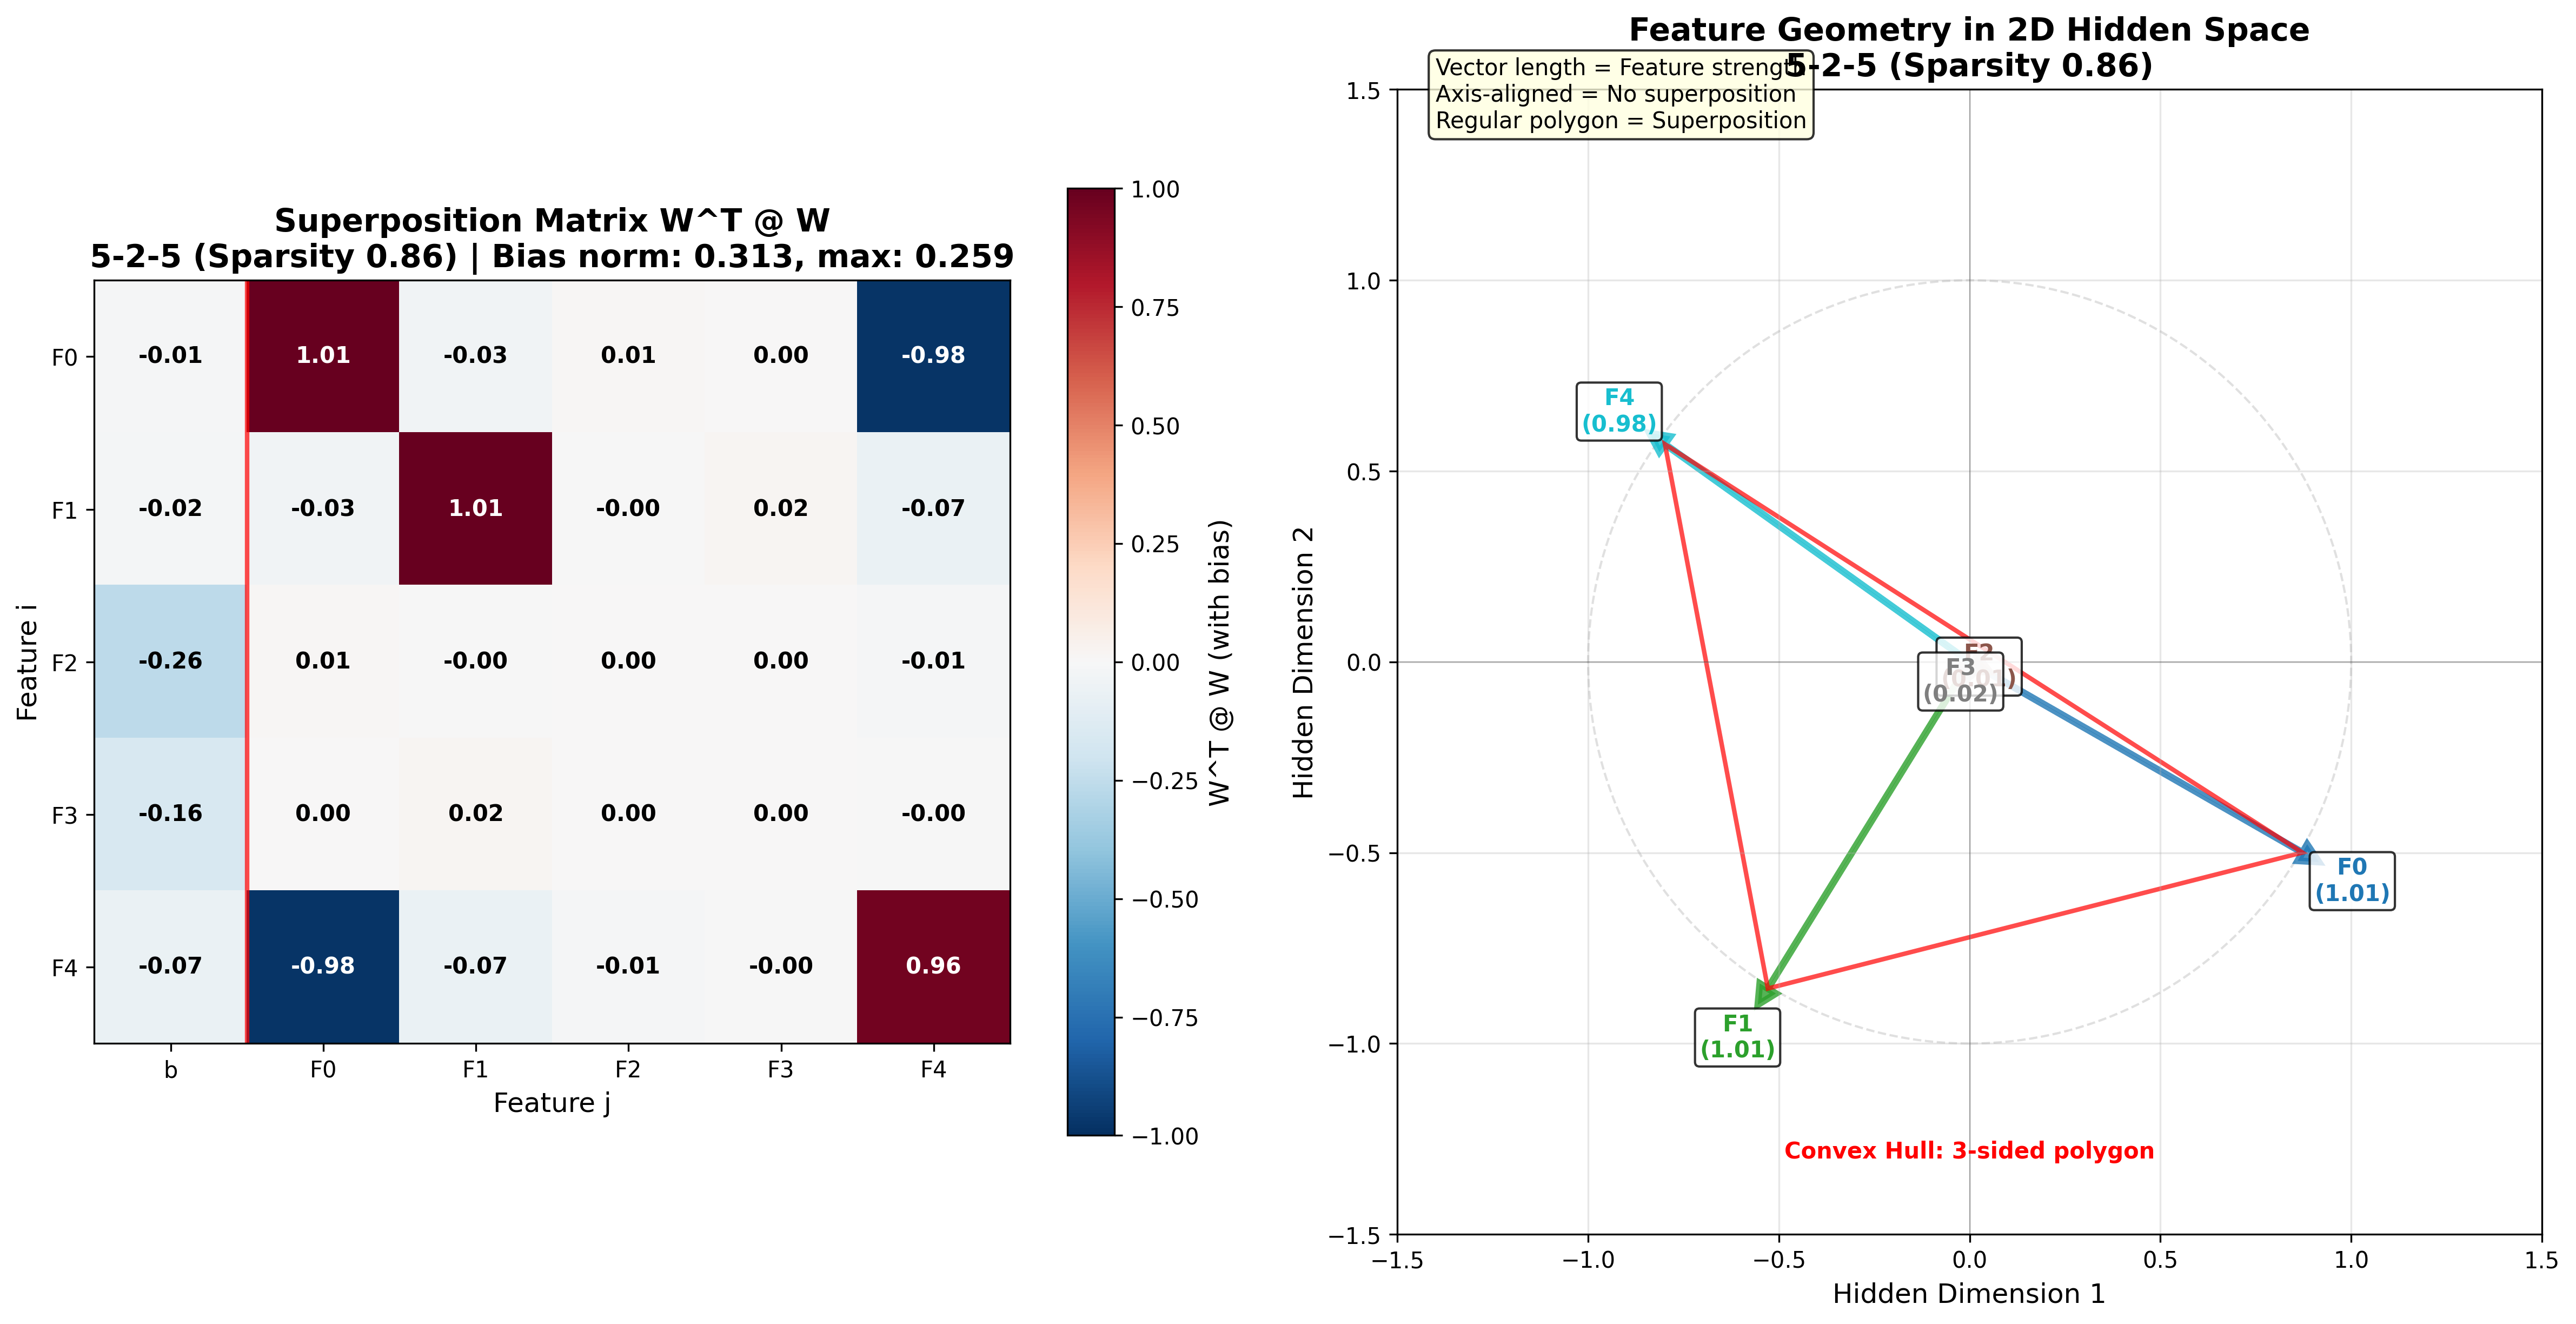 Superposition Matrix W^T @ W
5-2-5 (Sparsity 0.86) | Bias norm: 0.313, max: 0.259
F0
F1
F2
F3
F4
Feature i
-0.01 1.01 -0.03 0.01 0.00 -0.98
-0.02 -0.03 1.01 -0.00 0.02 -0.07
-0.26 0.01 -0.00 0.00 0.00 -0.01
-0.16 0.00 0.02 0.00 0.00 -0.00
-0.07 -0.98 -0.07 -0.01 -0.00 0.96
b F0 F1 F2 F3 F4
Feature j
1.00
0.75
0.50
0.25
0.00
−0.25
−0.50
−0.75
−1.00
W^T @ W (with bias)
Feature Geometry in 2D Hidden Space
5-2-5 (Sparsity 0.86)
Vector length = Feature strength
Axis-aligned = No superposition
Regular polygon = Superposition
1.5
1.0
0.5
0.0
−0.5
−1.0
−1.5
Hidden Dimension 2
F4
(0.98)
F2
(0.01)
F3
(0.02)
F0
(1.01)
F1
(1.01)
Convex Hull: 3-sided polygon
−1.5 −1.0 −0.5 0.0 0.5 1.0 1.5
Hidden Dimension 1